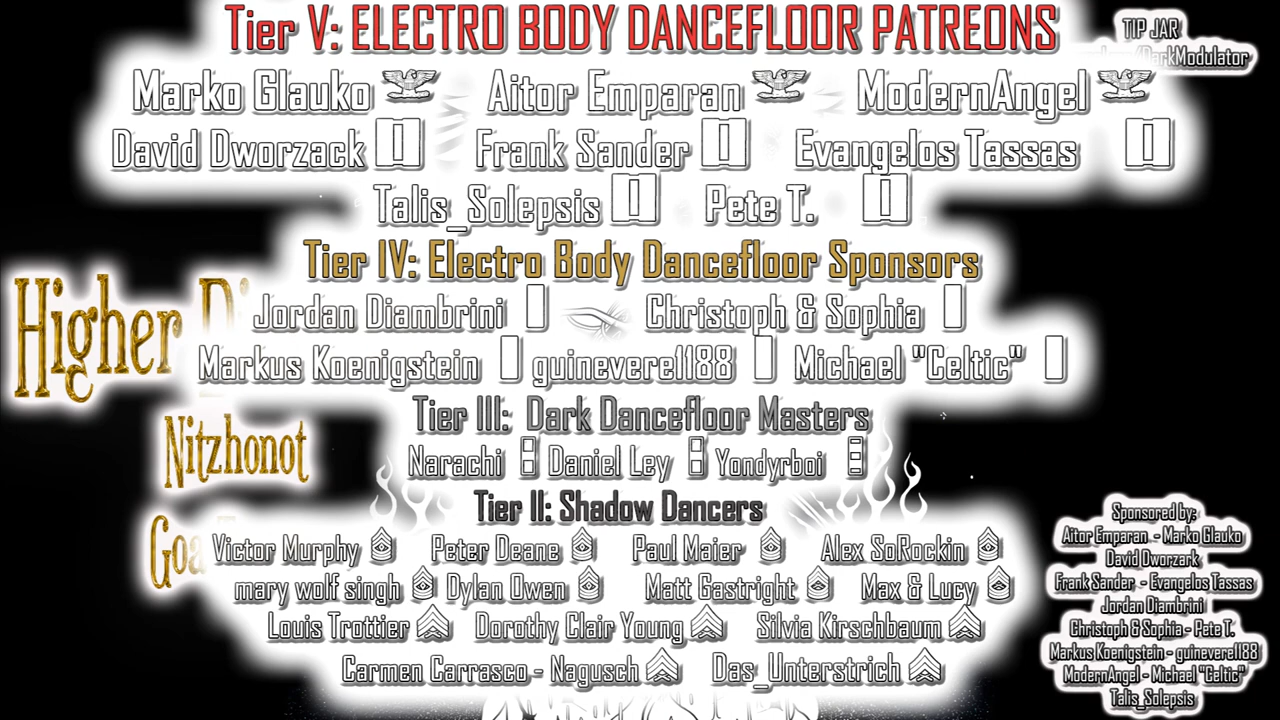 Tier V: ELECTRO BODY DANCEFLOOR PATREONS
Marko Glauko Aitor Emparan ModernAngel
David Dworzack Frank Sander Evangelos Tassas
Talis_Solepsis Pete T.
Tier IV: Electro Body Dancefloor Sponsors
Jordan Diambrini Christoph & Sophia
Markus Koenigstein guinevere1188 Michael "Celtic"
Tier III: Dark Dancefloor Masters
Narachi Daniel Ley Yondyrboi
Tier II: Shadow Dancers
Victor Murphy Peter Deane Paul Maier Alex SoRockin
mary wolf singh Dylan Owen Matt Gastright Max & Lucy
Louis Trottier Dorothy Clair Young Silvia Kirschbaum
Carmen Carrasco - Nagusch Das_Unterstrich
TIP JAR
/DarkModulator
Higher
Nitzhonot
Goa
Sponsored by:
Aitor Emparan - Marko Glauko
David Dworzark
Frank Sander - Evangelos Tassas
Jordan Diambrini
Christoph & Sophia - Pete T.
Markus Koenigstein - guinevere1188
ModernAngel - Michael "Celtic"
Talis_Solepsis